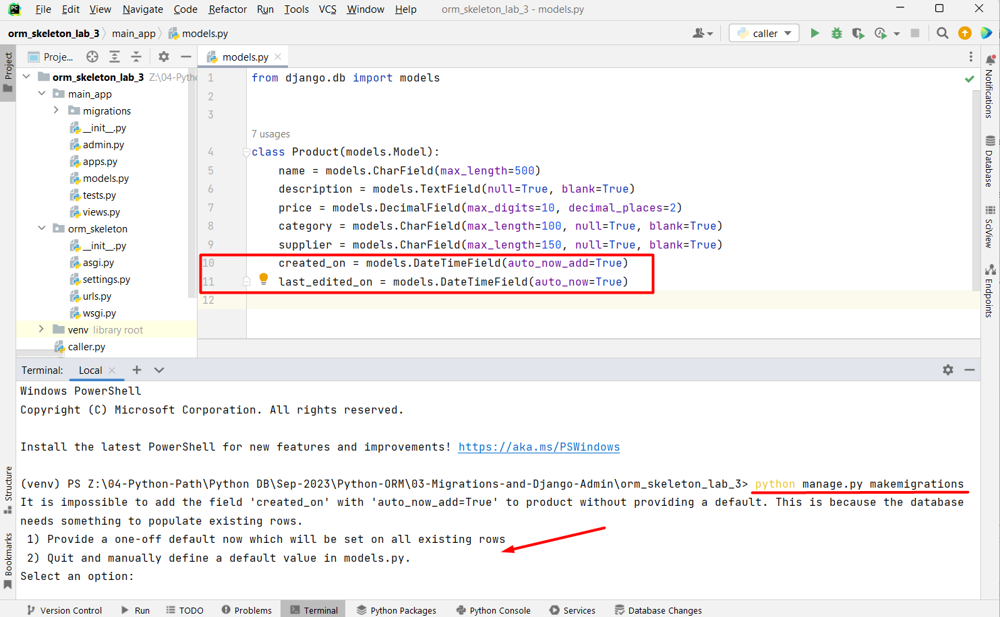 PC File Edit View Navigate Code Refactor Run Tools VCS Window Help orm_skeleton_lab_3 - models.py
orm_skeleton_lab_3 main_app models.py caller
Project
Proje...
models.py
orm_skeleton_lab_3 Z:\04-Pyth
main_app
migrations
__init__.py
admin.py
apps.py
models.py
tests.py
views.py
orm_skeleton
__init__.py
asgi.py
settings.py
urls.py
wsgi.py
venv library root
caller.py
1 from django.db import models
2
3
7 usages
4 class Product(models.Model):
5 name = models.CharField(max_length=500)
6 description = models.TextField(null=True, blank=True)
7 price = models.DecimalField(max_digits=10, decimal_places=2)
8 category = models.CharField(max_length=100, null=True, blank=True)
9 supplier = models.CharField(max_length=150, null=True, blank=True)
10 created_on = models.DateTimeField(auto_now_add=True)
11 last_edited_on = models.DateTimeField(auto_now=True)
12
Notifications
Database
SciView
Endpoints
Terminal: Local
Windows PowerShell
Copyright (C) Microsoft Corporation. All rights reserved.
Install the latest PowerShell for new features and improvements! https://aka.ms/PSWindows
(venv) PS Z:\04-Python-Path\Python DB\Sep-2023\Python-ORM\03-Migrations-and-Django-Admin\orm_skeleton_lab_3> python manage.py makemigrations
It is impossible to add the field 'created_on' with 'auto_now_add=True' to product without providing a default. This is because the database
needs something to populate existing rows.
1) Provide a one-off default now which will be set on all existing rows
2) Quit and manually define a default value in models.py.
Select an option:
Structure
Bookmarks
Version Control Run TODO Problems Terminal Python Packages Python Console Services Database Changes